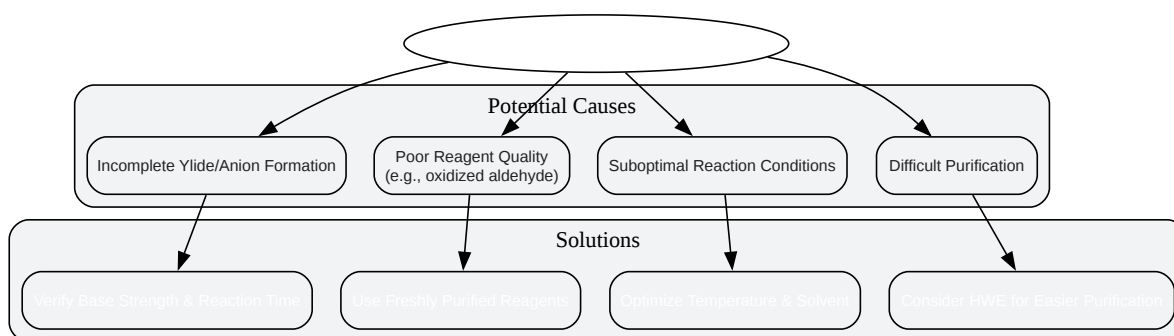 Potential Causes
Incomplete Ylide/Anion Formation
Poor Reagent Quality
(e.g., oxidized aldehyde)
Suboptimal Reaction Conditions
Difficult Purification
Solutions
Verify Base Strength & Reaction Time
Use Freshly Purified Reagents
Optimize Temperature & Solvent
Consider HWE for Easier Purification